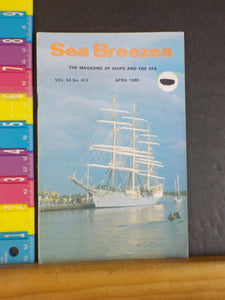 Sea Breezes
THE MAGAZINE OF SHIPS AND THE SEA
VOL 54 No. 412 APRIL 1980